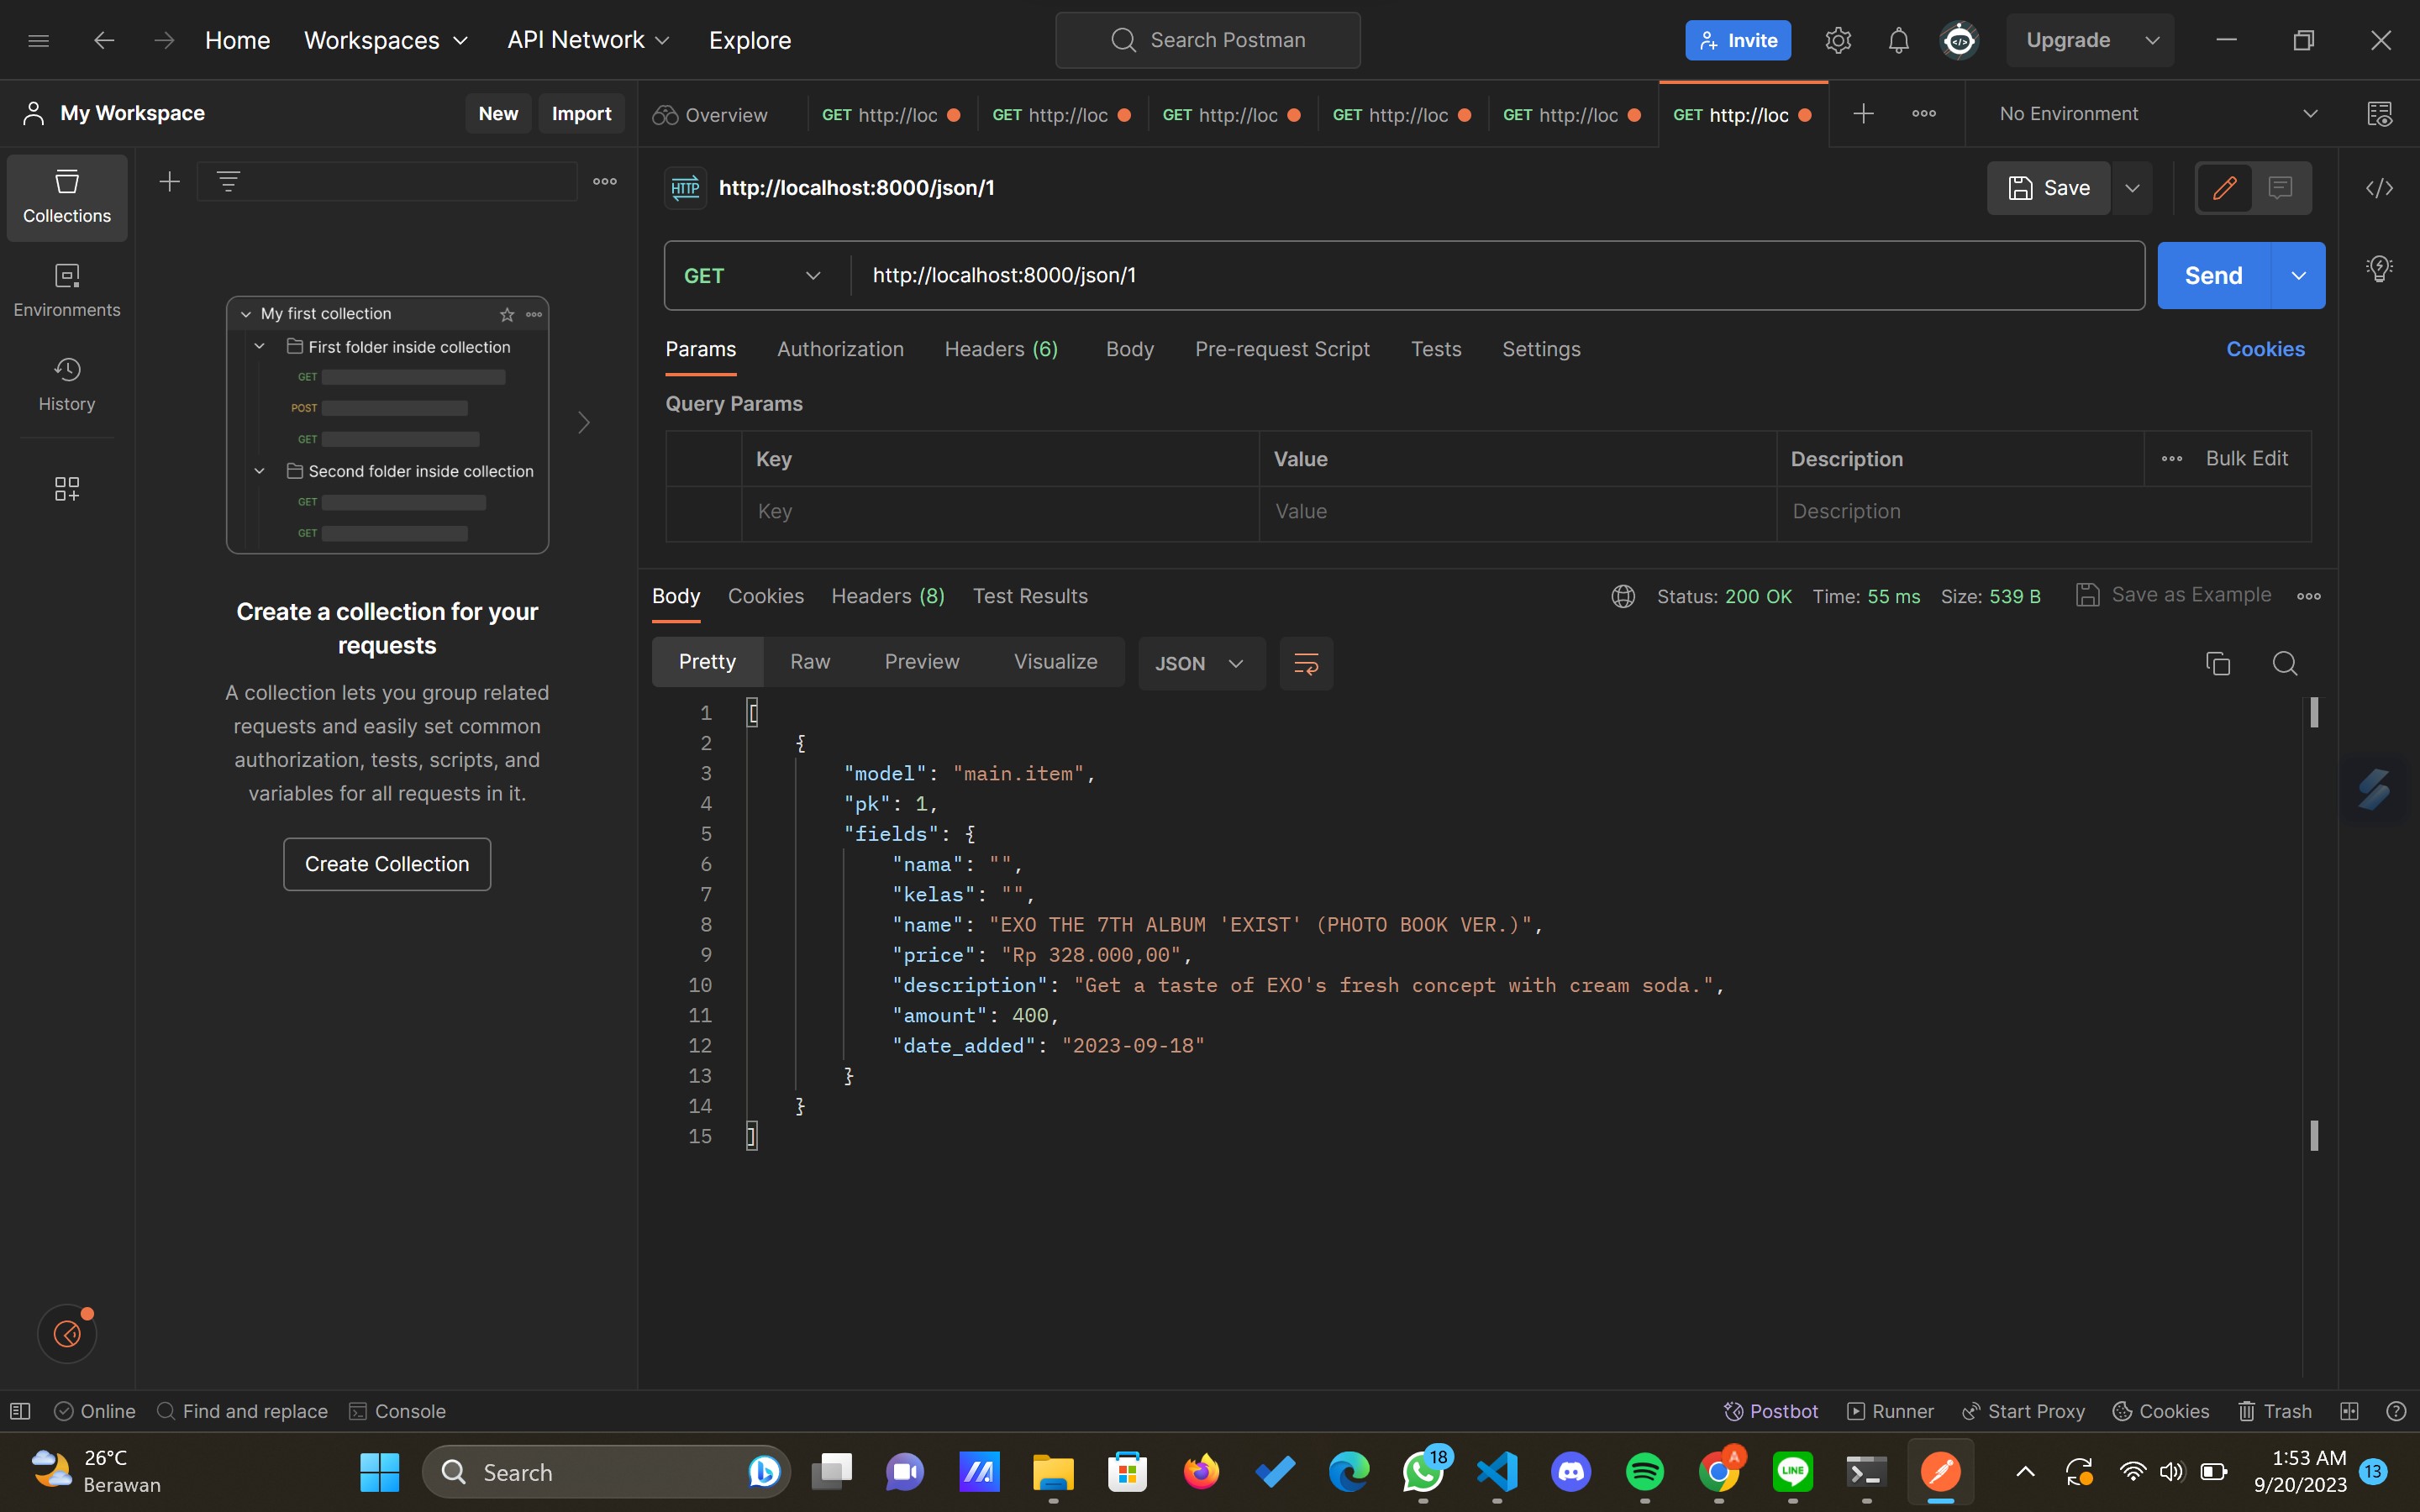 Home Workspaces API Network Explore Search Postman Invite Upgrade
My Workspace New Import Overview GET http://loc GET http://loc GET http://loc GET http://loc GET http://loc GET http://loc No Environment
Collections
Environments
History
My first collection
First folder inside collection
GET
POST
GET
Second folder inside collection
GET
GET
Create a collection for your
requests
A collection lets you group related
requests and easily set common
authorization, tests, scripts, and
variables for all requests in it.
Create Collection
HTTP http://localhost:8000/json/1 Save
GET http://localhost:8000/json/1 Send
Params Authorization Headers (6) Body Pre-request Script Tests Settings Cookies
Query Params
Key Value Description Bulk Edit
Key Value Description
Body Cookies Headers (8) Test Results Status: 200 OK Time: 55 ms Size: 539 B Save as Example
Pretty Raw Preview Visualize JSON
1 [
2 {
3 "model": "main.item",
4 "pk": 1,
5 "fields": {
6 "nama": "",
7 "kelas": "",
8 "name": "EXO THE 7TH ALBUM 'EXIST' (PHOTO BOOK VER.)",
9 "price": "Rp 328.000,00",
10 "description": "Get a taste of EXO's fresh concept with cream soda.",
11 "amount": 400,
12 "date_added": "2023-09-18"
13 }
14 }
15 ]
Online Find and replace Console Postbot Runner Start Proxy Cookies Trash
26°C
Berawan
Search
18
A
LINE
1:53 AM
9/20/2023
13